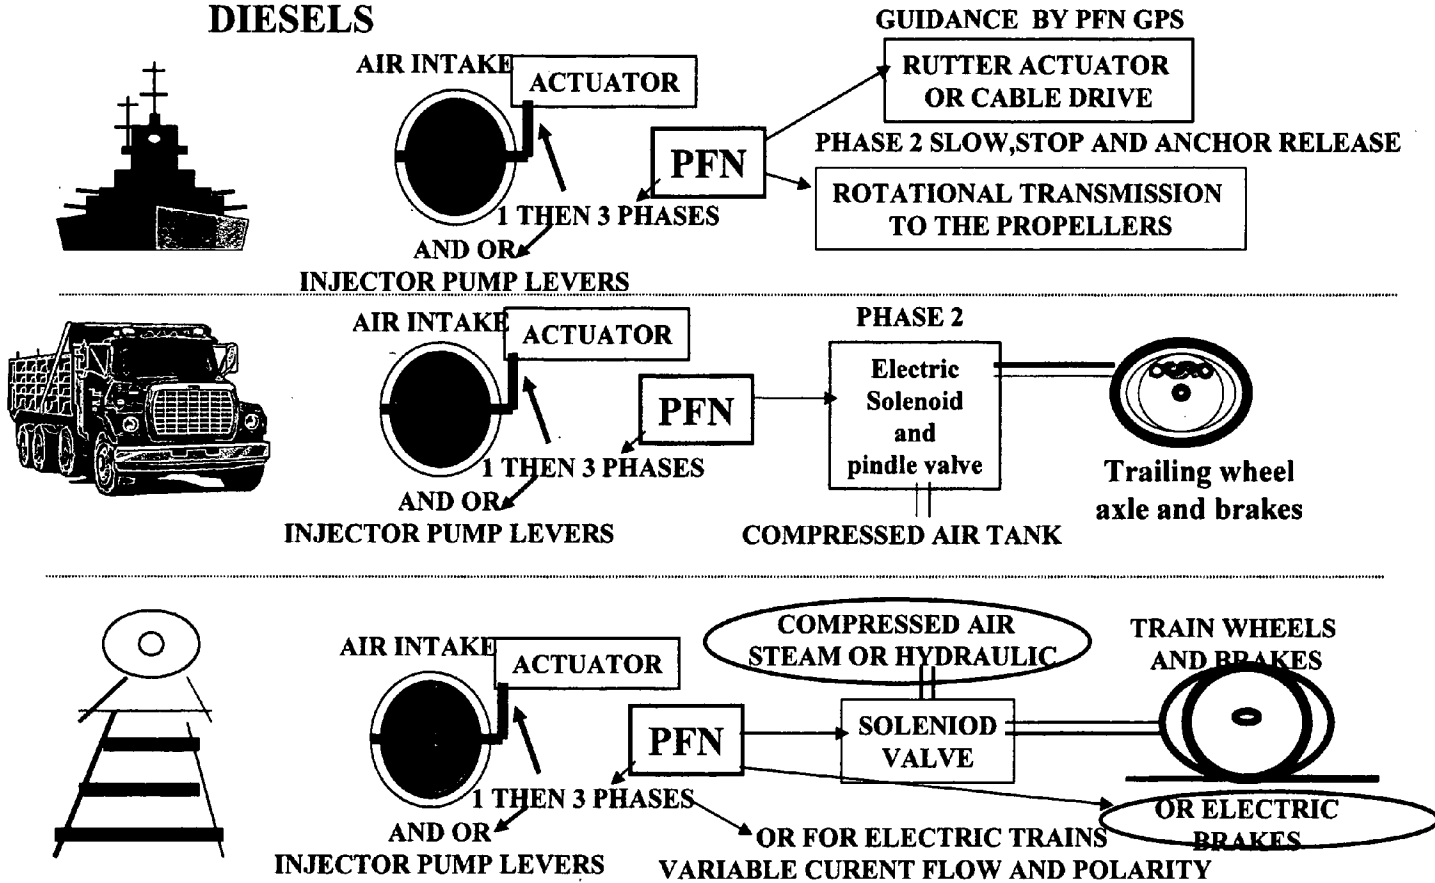 DIESELS
GUIDANCE BY PFN GPS
AIR INTAKE
ACTUATOR
RUTTER ACTUATOR
OR CABLE DRIVE
PFN
PHASE 2 SLOW,STOP AND ANCHOR RELEASE
ROTATIONAL TRANSMISSION
TO THE PROPELLERS
1 THEN 3 PHASES
AND OR
INJECTOR PUMP LEVERS
AIR INTAKE
ACTUATOR
PHASE 2
PFN
Electric
Solenoid
and
pindle valve
1 THEN 3 PHASES
AND OR
INJECTOR PUMP LEVERS
COMPRESSED AIR TANK
Trailing wheel
axle and brakes
AIR INTAKE
ACTUATOR
COMPRESSED AIR
STEAM OR HYDRAULIC
TRAIN WHEELS
AND BRAKES
PFN
SOLENIOD
VALVE
1 THEN 3 PHASES
AND OR
INJECTOR PUMP LEVERS
OR ELECTRIC
BRAKES
OR FOR ELECTRIC TRAINS
VARIABLE CURENT FLOW AND POLARITY